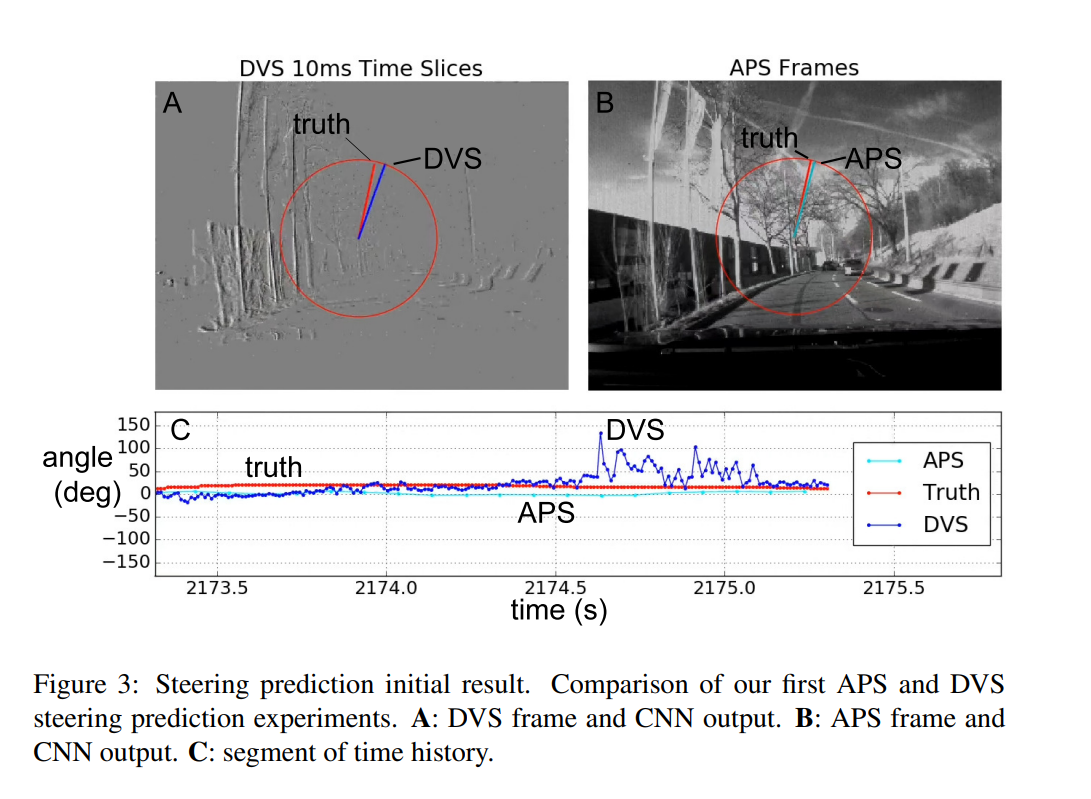 DVS 10ms Time Slices
APS Frames
A
truth
DVS
B
truth
APS
C
DVS
truth
APS
angle
(deg)
150
100
50
0
−50
−100
−150
APS
Truth
DVS
2173.5 2174.0 2174.5 2175.0 2175.5
time (s)
Figure 3: Steering prediction initial result. Comparison of our first APS and DVS
steering prediction experiments. A: DVS frame and CNN output. B: APS frame and
CNN output. C: segment of time history.